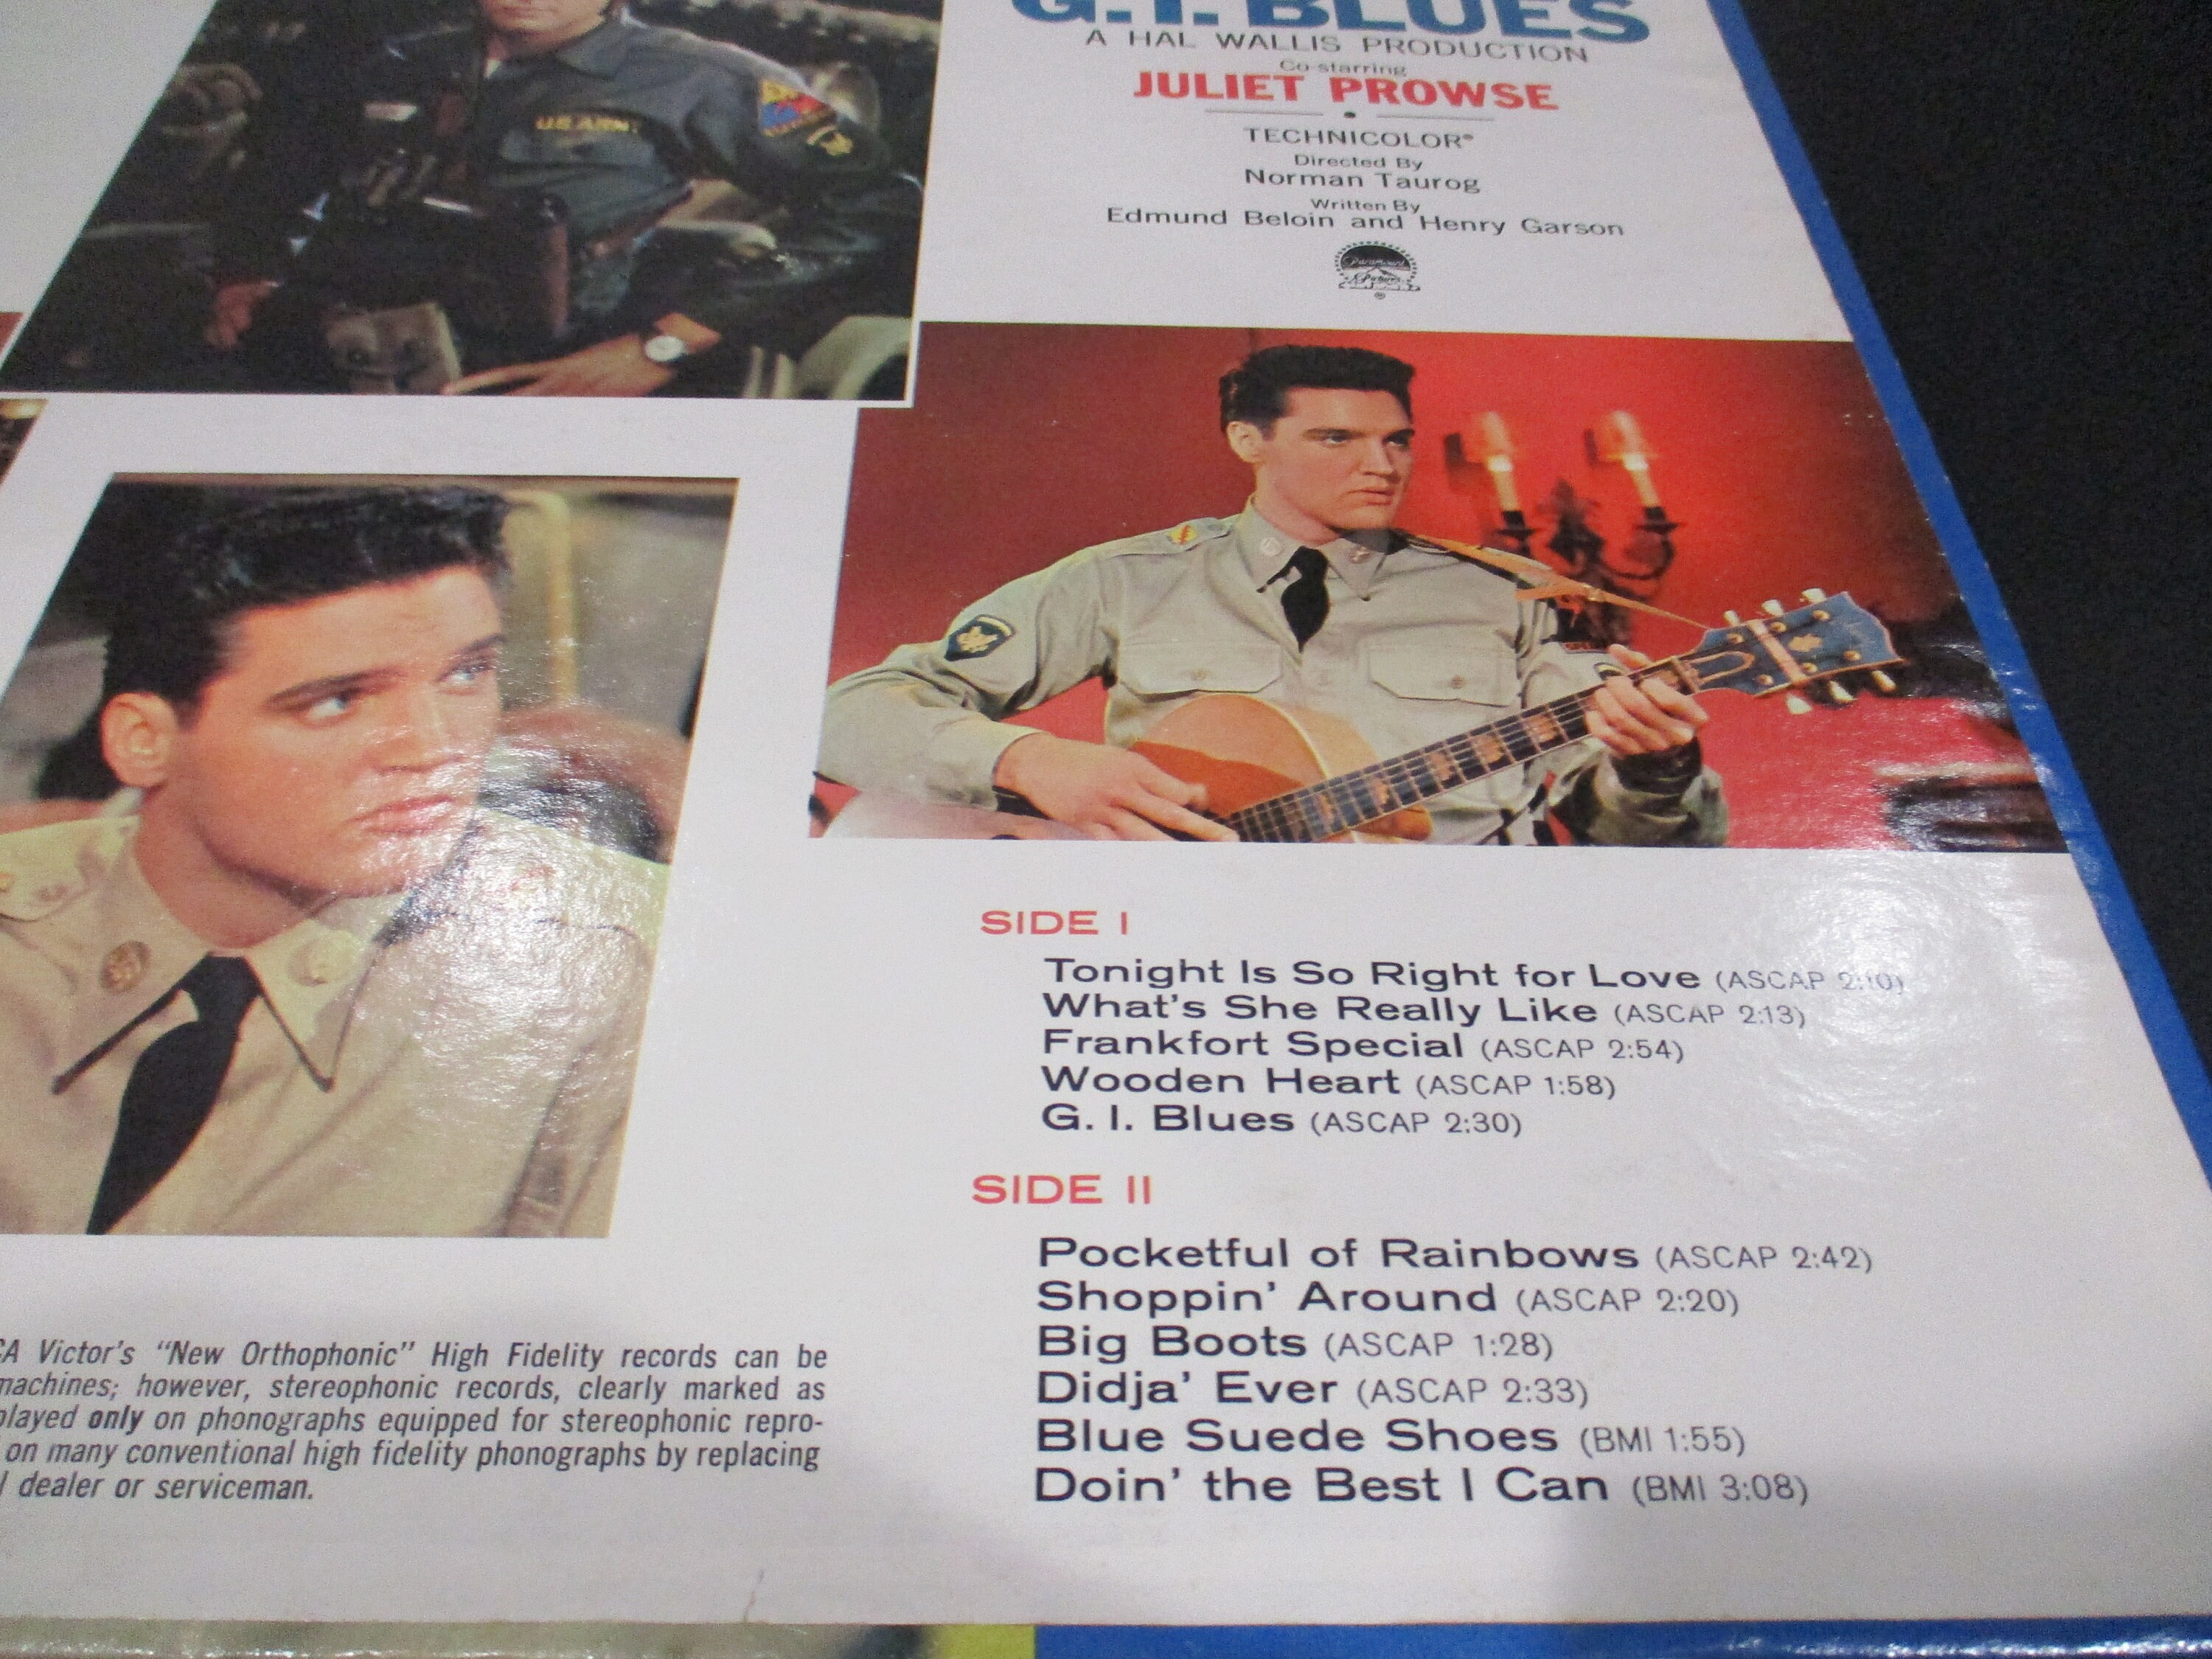 G.I. BLUES
A HAL WALLIS PRODUCTION
Co-starring
JULIET PROWSE
TECHNICOLOR®
Directed By
Norman Taurog
Written By
Edmund Beloin and Henry Garson
Paramount
Pictures
®
U.S. ARMY
SIDE I
Tonight Is So Right for Love (ASCAP 2:10)
What's She Really Like (ASCAP 2:13)
Frankfort Special (ASCAP 2:54)
Wooden Heart (ASCAP 1:58)
G. I. Blues (ASCAP 2:30)
SIDE II
Pocketful of Rainbows (ASCAP 2:42)
Shoppin' Around (ASCAP 2:20)
Big Boots (ASCAP 1:28)
Didja' Ever (ASCAP 2:33)
Blue Suede Shoes (BMI 1:55)
Doin' the Best I Can (BMI 3:08)
CA Victor's "New Orthophonic" High Fidelity records can be
machines; however, stereophonic records, clearly marked as
played only on phonographs equipped for stereophonic repro-
on many conventional high fidelity phonographs by replacing
l dealer or serviceman.